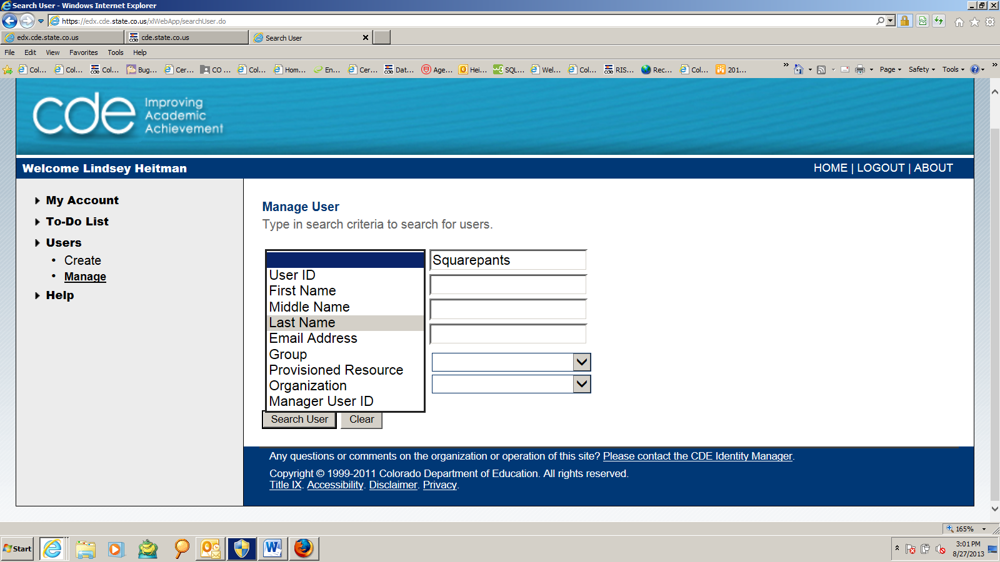 Search User - Windows Internet Explorer
https://edx.cde.state.co.us/xlWebApp/searchUser.do
edx.cde.state.co.us
cde.state.co.us
Search User
File Edit View Favorites Tools Help
Col... Col... Col... Bug... Cer... CO ... Col... Hom... En... Cer... Dat... Age... Hei... SQL... Wel... Col... RIS... Rec... Col... 201... Page Safety Tools
cde Improving
Academic
Achievement
Welcome Lindsey Heitman
HOME | LOGOUT | ABOUT
My Account
To-Do List
Users
• Create
• Manage
Help
Manage User
Type in search criteria to search for users.
Squarepants
User ID
First Name
Middle Name
Last Name
Email Address
Group
Provisioned Resource
Organization
Manager User ID
Search User Clear
Any questions or comments on the organization or operation of this site? Please contact the CDE Identity Manager.
Copyright © 1999-2011 Colorado Department of Education. All rights reserved.
Title IX. Accessibility. Disclaimer. Privacy.
165%
Start
3:01 PM
8/27/2013